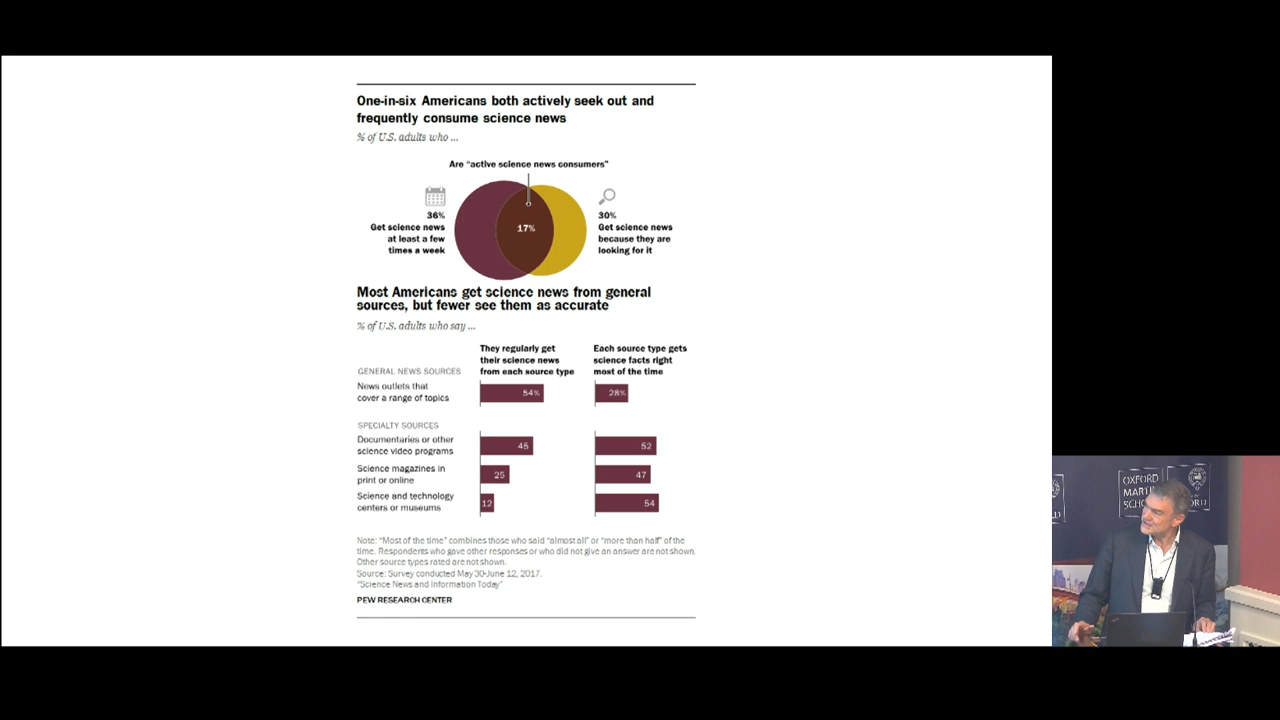 One-in-six Americans both actively seek out and
frequently consume science news
% of U.S. adults who ...
Are “active science news consumers”
36%
Get science news
at least a few
times a week
17%
30%
Get science news
because they are
looking for it
Most Americans get science news from general
sources, but fewer see them as accurate
% of U.S. adults who say ...
They regularly get
their science news
from each source type
Each source type gets
science facts right
most of the time
GENERAL NEWS SOURCES
News outlets that
cover a range of topics
54%
28%
SPECIALTY SOURCES
Documentaries or other
science video programs
45
52
Science magazines in
print or online
25
47
Science and technology
centers or museums
12
54
Note: “Most of the time” combines those who said “almost all” or “more than half” of the
time. Respondents who gave other responses or who did not give an answer are not shown.
Other source types rated are not shown.
Source: Survey conducted May 30-June 12, 2017.
“Science News and Information Today”
PEW RESEARCH CENTER
OXFORD